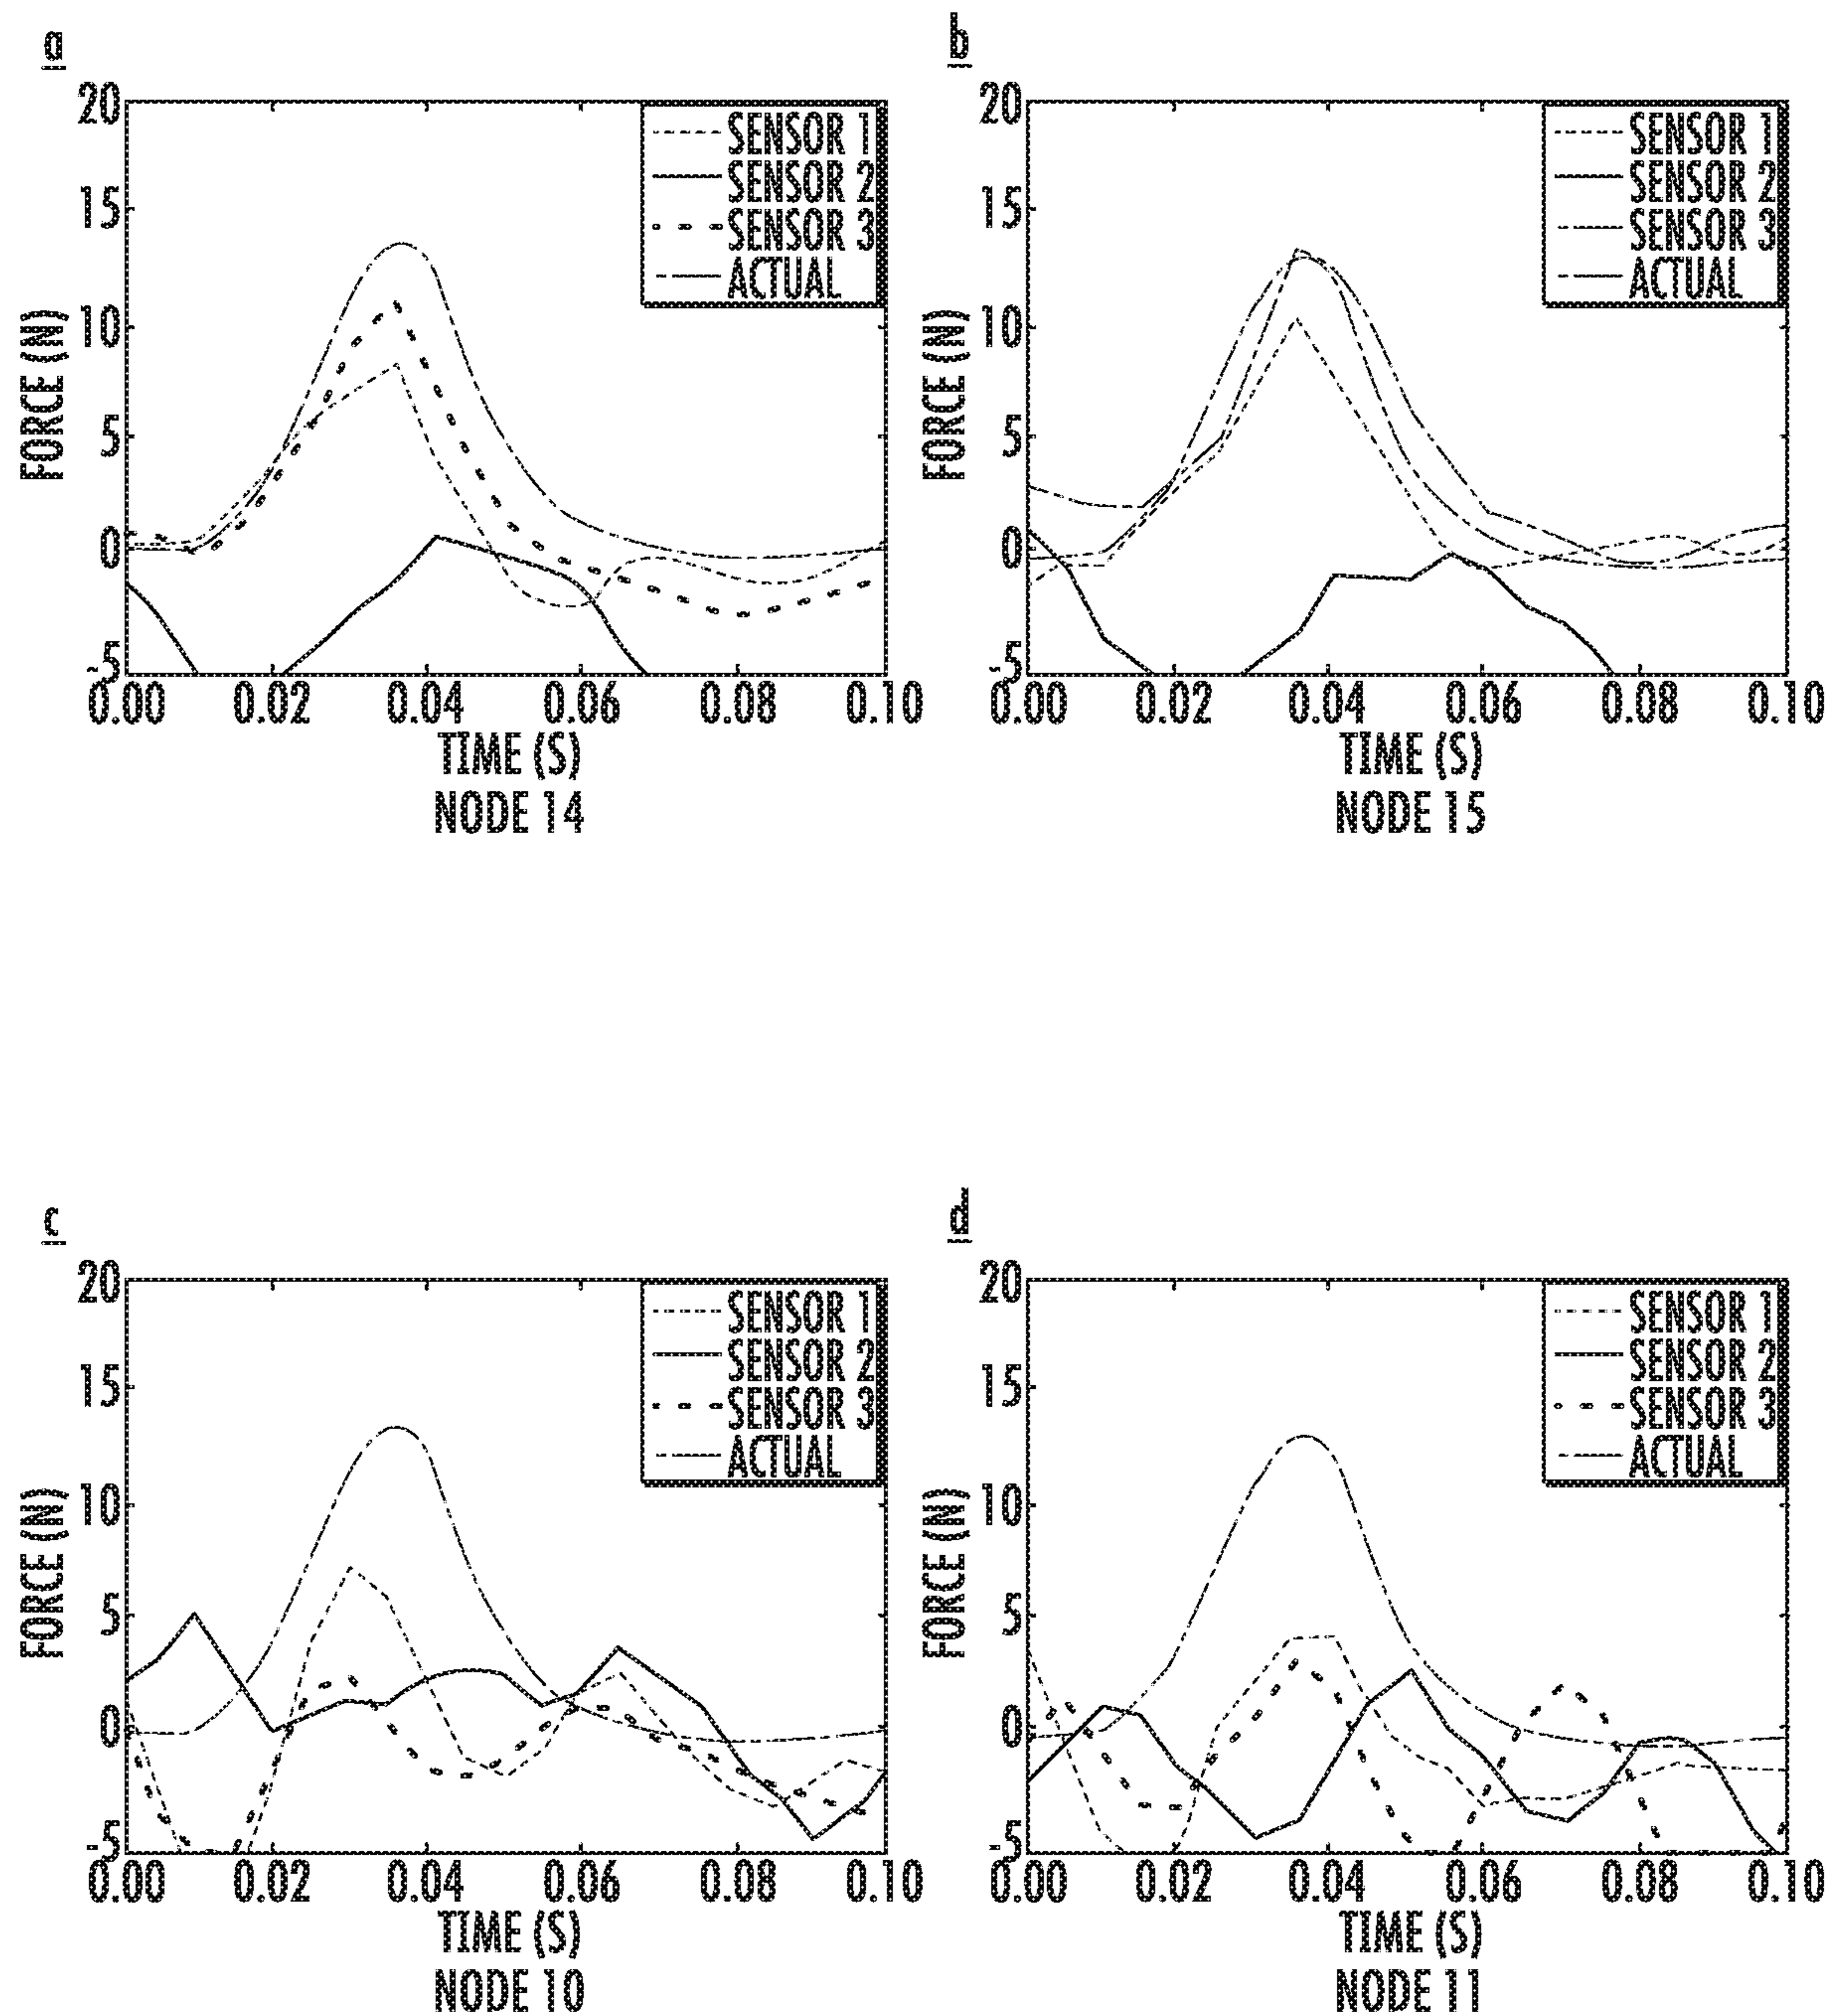 a
20
15
10
5
0
-5
FORCE (N)
SENSOR 1
SENSOR 2
SENSOR 3
ACTUAL
0.00 0.02 0.04 0.06 0.08 0.10
TIME (S)
NODE 14
b
20
15
10
5
0
-5
FORCE (N)
SENSOR 1
SENSOR 2
SENSOR 3
ACTUAL
0.00 0.02 0.04 0.06 0.08 0.10
TIME (S)
NODE 15
c
20
15
10
5
0
-5
FORCE (N)
SENSOR 1
SENSOR 2
SENSOR 3
ACTUAL
0.00 0.02 0.04 0.06 0.08 0.10
TIME (S)
NODE 10
d
20
15
10
5
0
-5
FORCE (N)
SENSOR 1
SENSOR 2
SENSOR 3
ACTUAL
0.00 0.02 0.04 0.06 0.08 0.10
TIME (S)
NODE 11